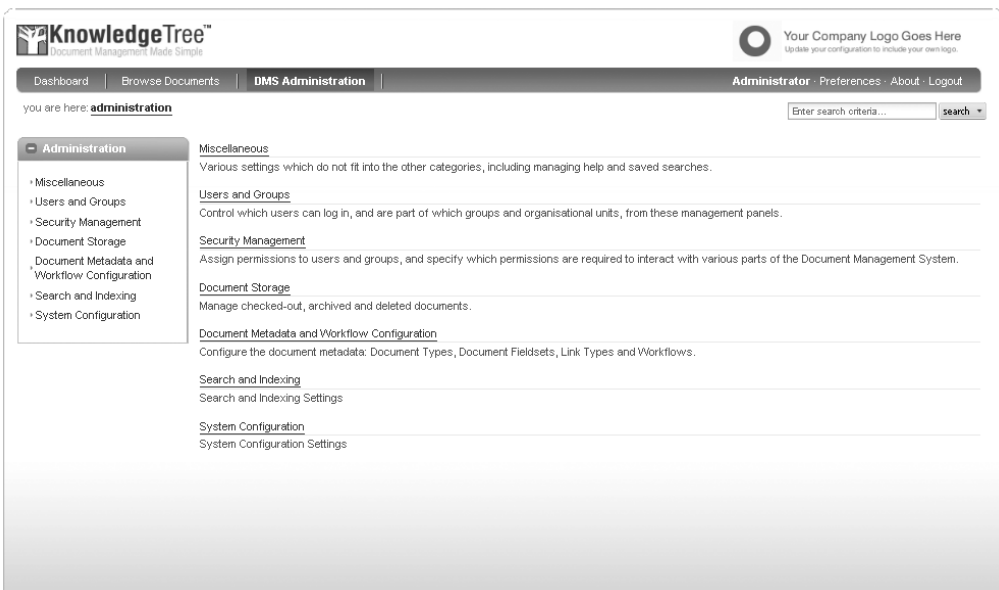 KnowledgeTree™
Document Management Made Simple
Your Company Logo Goes Here
Update your configuration to include your own logo.
Dashboard Browse Documents DMS Administration Administrator · Preferences · About · Logout
you are here: administration
Enter search criteria... search
Administration
Miscellaneous
Users and Groups
Security Management
Document Storage
Document Metadata and
Workflow Configuration
Search and Indexing
System Configuration
Miscellaneous
Various settings which do not fit into the other categories, including managing help and saved searches.
Users and Groups
Control which users can log in, and are part of which groups and organisational units, from these management panels.
Security Management
Assign permissions to users and groups, and specify which permissions are required to interact with various parts of the Document Management System.
Document Storage
Manage checked-out, archived and deleted documents.
Document Metadata and Workflow Configuration
Configure the document metadata: Document Types, Document Fieldsets, Link Types and Workflows.
Search and Indexing
Search and Indexing Settings
System Configuration
System Configuration Settings